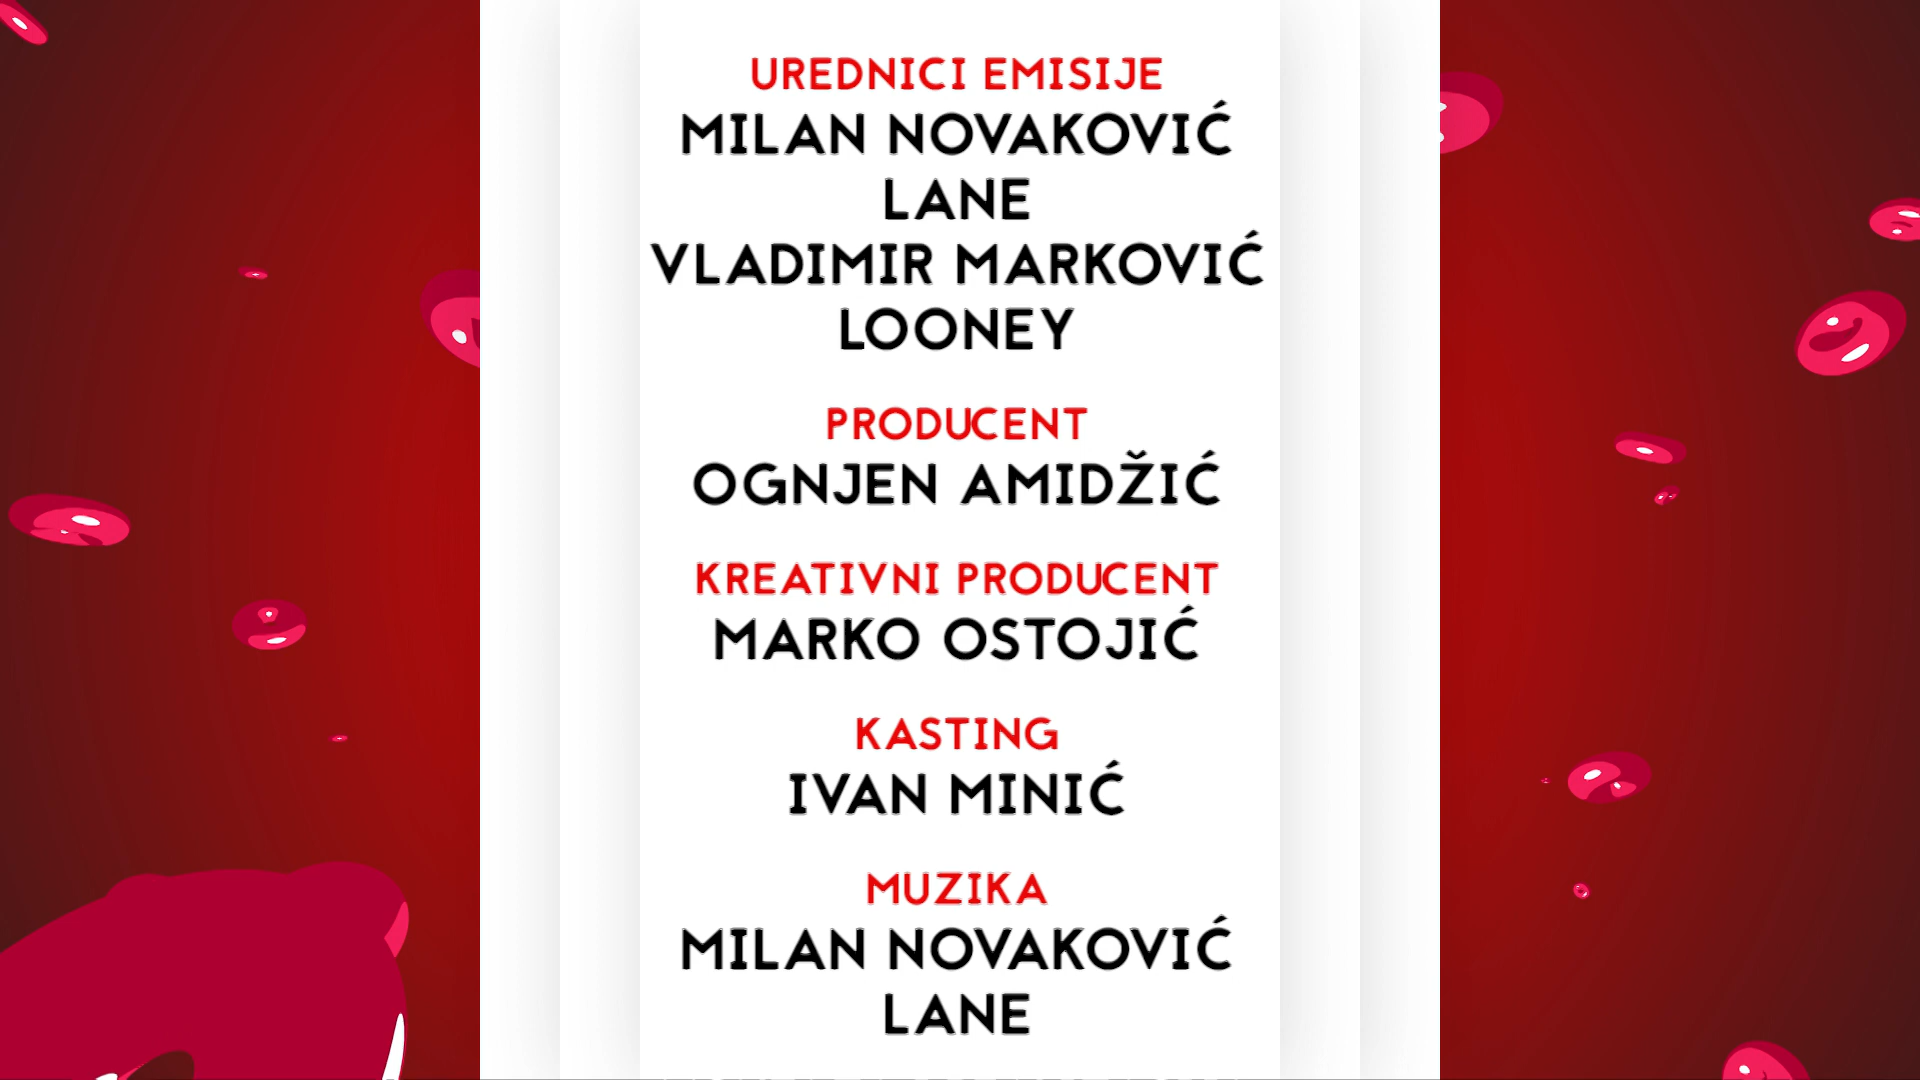 UREDNICI EMISIJE
MILAN NOVAKOVIĆ
LANE
VLADIMIR MARKOVIĆ
LOONEY
PRODUCENT
OGNJEN AMIDŽIĆ
KREATIVNI PRODUCENT
MARKO OSTOJIĆ
KASTING
IVAN MINIĆ
MUZIKA
MILAN NOVAKOVIĆ
LANE